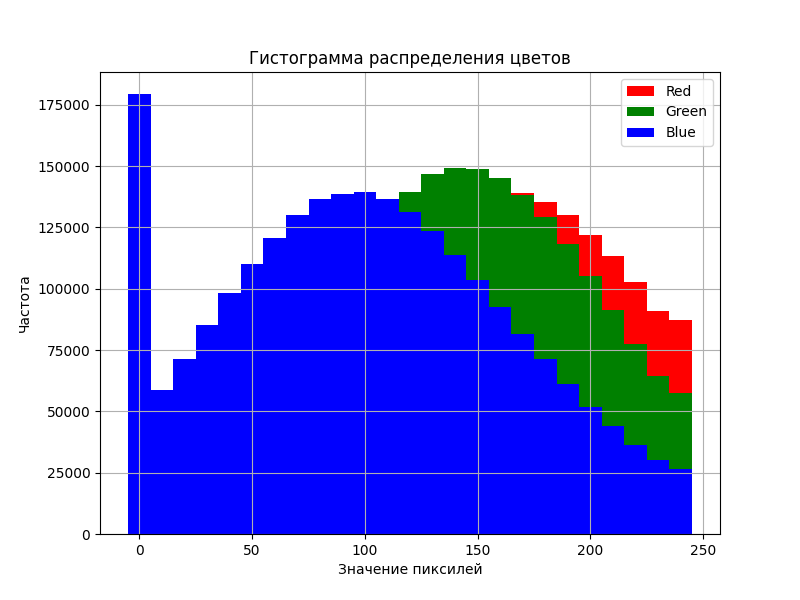 Гистограмма распределения цветов
Red
Green
Blue
175000
150000
125000
100000
75000
50000
25000
0
Частота
0 50 100 150 200 250
Значение пиксилей